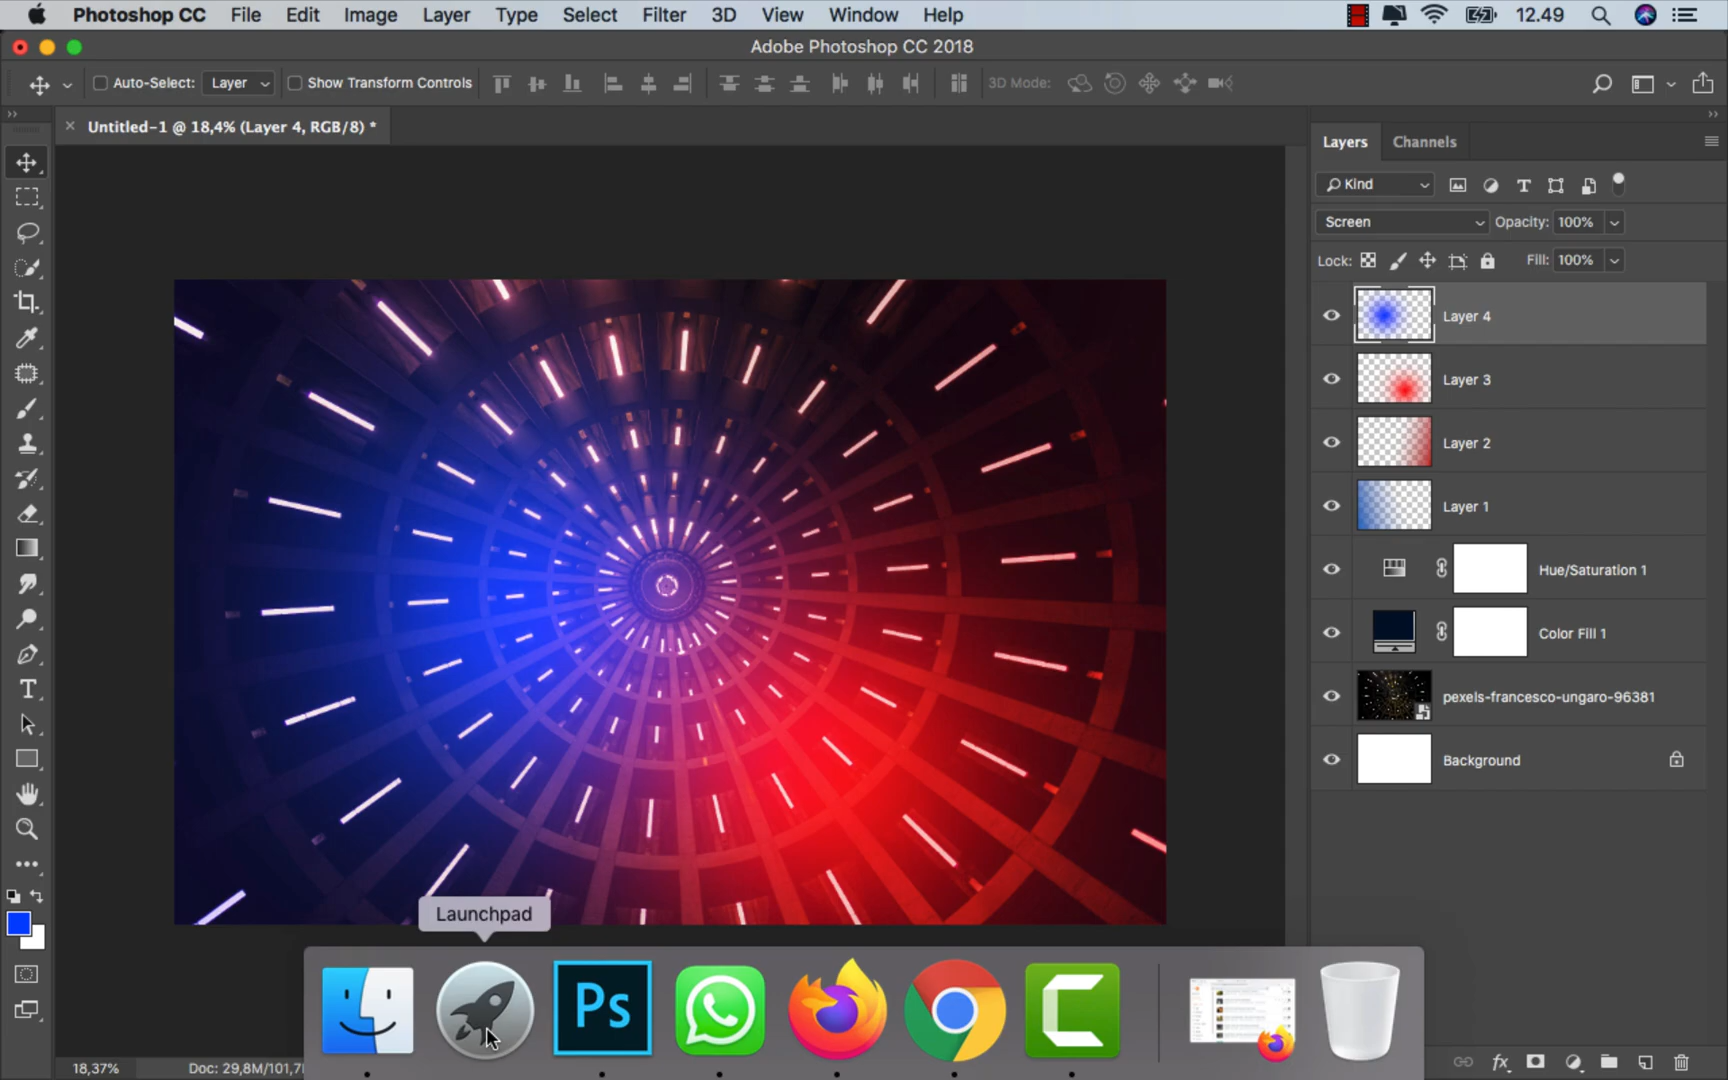 Photoshop CC File Edit Image Layer Type Select Filter 3D View Window Help 12.49
Adobe Photoshop CC 2018
Auto-Select: Layer Show Transform Controls 3D Mode:
Untitled-1 @ 18,4% (Layer 4, RGB/8) *
Layers Channels
Kind
Screen Opacity: 100%
Lock: Fill: 100%
Layer 4
Layer 3
Layer 2
Layer 1
Hue/Saturation 1
Color Fill 1
pexels-francesco-ungaro-96381
Background
Launchpad
Ps
18,37% Doc: 29,8M/101,7
fx